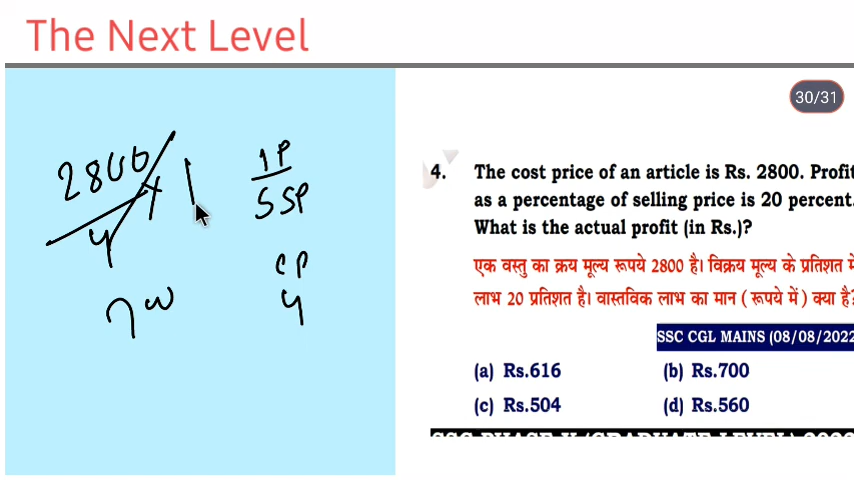 The Next Level
30/31
2800
4
× 1
700
1P
5 SP
CP
4
4. The cost price of an article is Rs. 2800. Profit
as a percentage of selling price is 20 percent.
What is the actual profit (in Rs.)?
एक वस्तु का क्रय मूल्य रूपये 2800 है। विक्रय मूल्य के प्रतिशत में
लाभ 20 प्रतिशत है। वास्तविक लाभ का मान ( रूपये में ) क्या है?
SSC CGL MAINS (08/08/2022
(a) Rs.616 (b) Rs.700
(c) Rs.504 (d) Rs.560